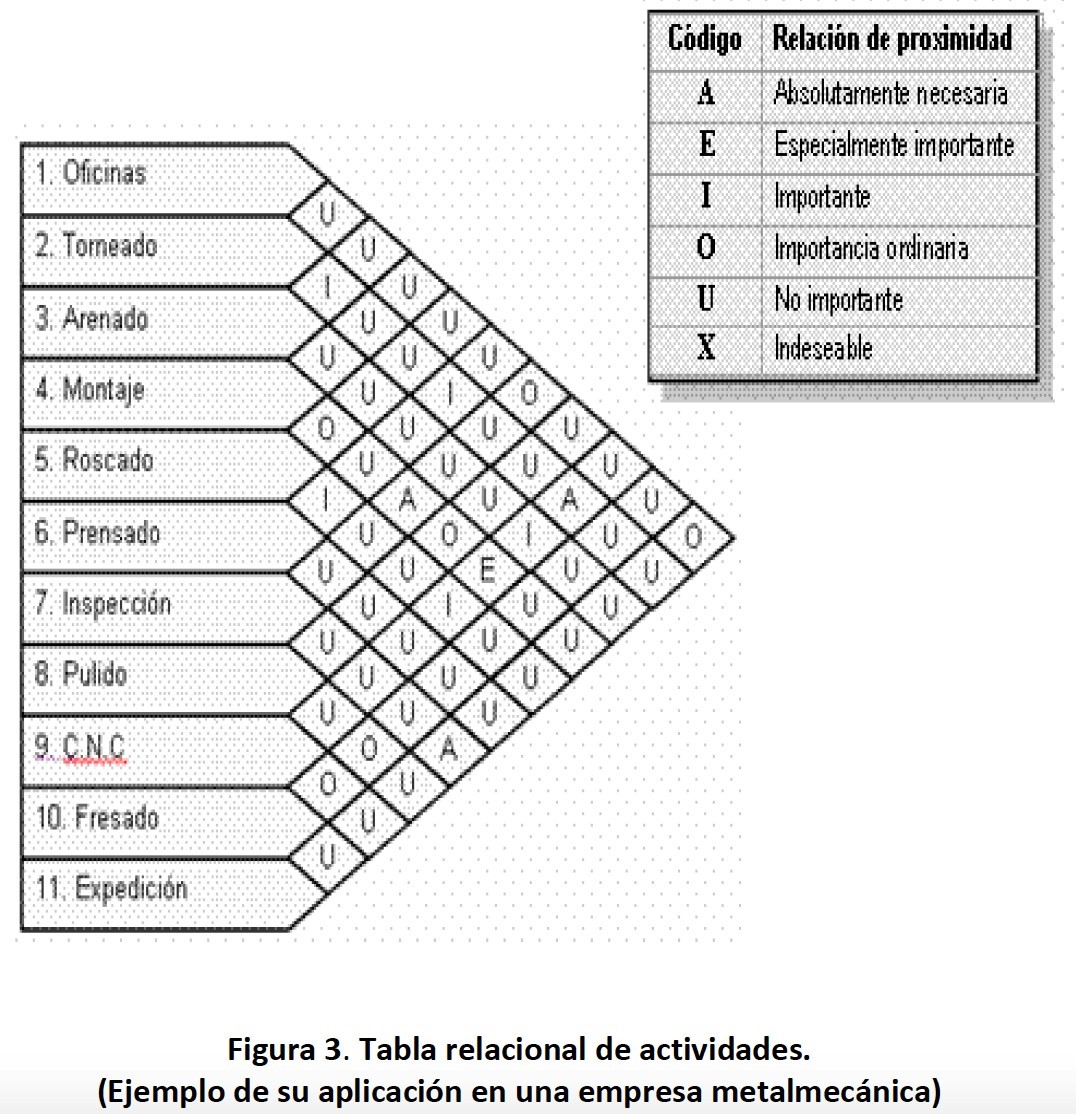 Código Relación de proximidad
A Absolutamente necesaria
E Especialmente importante
I Importante
O Importancia ordinaria
U No importante
X Indeseable
1. Oficinas
U
2. Torneado U
I U
3. Arenado U U
U U U
4. Montaje U I O
O U U U
5. Roscado U U U U
I A U A U
6. Prensado U O I U O
U U E U U
7. Inspección U I U U
U U U U
8. Pulido U U U
U U U
9. C.N.C O A
O U
10. Fresado U
U
11. Expedición
Figura 3. Tabla relacional de actividades.
(Ejemplo de su aplicación en una empresa metalmecánica)